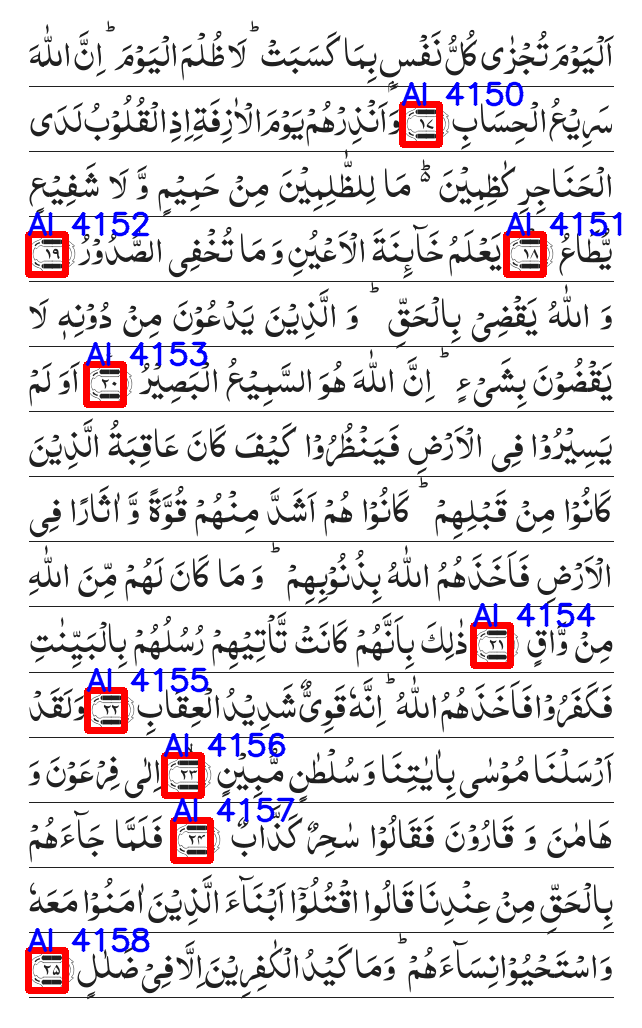 اَلۡيَوۡمَ تُجۡزٰى كُلُّ نَفۡسٍۢ بِمَا كَسَبَتۡ‌ ؕ لَا ظُلۡمَ الۡيَوۡمَ‌ ؕ اِنَّ اللّٰهَ
سَرِيۡعُ الۡحِسَابِ ﴿۱۷﴾ AI 4150 وَاَنۡذِرۡهُمۡ يَوۡمَ الۡاٰزِفَةِ اِذِ الۡقُلُوۡبُ لَدَى
الۡحَـنَاجِرِ كٰظِمِيۡنَ ؕ مَا لِلظّٰلِمِيۡنَ مِنۡ حَمِيۡمٍ وَّ لَا شَفِيۡعٍ
يُّطَاعُ ﴿۱۸﴾ AI 4151 يَعۡلَمُ خَآٮِٕنَةَ الۡاَعۡيُنِ وَ مَا تُخۡفِى الصُّدُوۡرُ ﴿۱۹﴾ AI 4152
وَ اللّٰهُ يَقۡضِىۡ بِالۡحَقِّ‌ ؕ وَ الَّذِيۡنَ يَدۡعُوۡنَ مِنۡ دُوۡنِهٖ لَا
يَقۡضُوۡنَ بِشَىۡءٍ ؕ اِنَّ اللّٰهَ هُوَ السَّمِيۡعُ الۡبَصِيۡرُ ﴿۲۰﴾ AI 4153 اَوَ لَمۡ
يَسِيۡرُوۡا فِى الۡاَرۡضِ فَيَنۡظُرُوۡا كَيۡفَ كَانَ عَاقِبَةُ الَّذِيۡنَ
كَانُوۡا مِنۡ قَبۡلِهِمۡ‌ ؕ كَانُوۡا هُمۡ اَشَدَّ مِنۡهُمۡ قُوَّةً وَّ اٰثَارًا فِى
الۡاَرۡضِ فَاَخَذَهُمُ اللّٰهُ بِذُنُوۡبِهِمۡ ؕ وَ مَا كَانَ لَهُمۡ مِّنَ اللّٰهِ
مِنۡ وَّاقٍ ﴿۲۱﴾ AI 4154 ذٰلِكَ بِاَنَّهُمۡ كَانَتۡ تَّاۡتِيۡهِمۡ رُسُلُهُمۡ بِالۡبَيِّنٰتِ
فَكَفَرُوۡا فَاَخَذَهُمُ اللّٰهُ‌ ؕ اِنَّهٗ قَوِىٌّ شَدِيۡدُ الۡعِقَابِ ﴿۲۲﴾ AI 4155 وَلَقَدۡ
اَرۡسَلۡنَا مُوۡسٰى بِاٰيٰتِنَا وَ سُلۡطٰنٍ مُّبِيۡنٍ ﴿۲۳﴾ AI 4156 اِلٰى فِرۡعَوۡنَ وَ
هَامٰنَ وَ قَارُوۡنَ فَقَالُوۡا سٰحِرٌ كَذَّابٌ ﴿۲۴﴾ AI 4157 فَلَمَّا جَآءَهُمۡ
بِالۡحَقِّ مِنۡ عِنۡدِنَا قَالُوا اقۡتُلُوۡۤا اَبۡنَآءَ الَّذِيۡنَ اٰمَنُوۡا مَعَهٗ
وَاسۡتَحۡيُوۡا نِسَآءَهُمۡ‌ ؕ وَمَا كَيۡدُ الۡكٰفِرِيۡنَ اِلَّا فِىۡ ضَلٰلٍ ﴿۲۵﴾ AI 4158